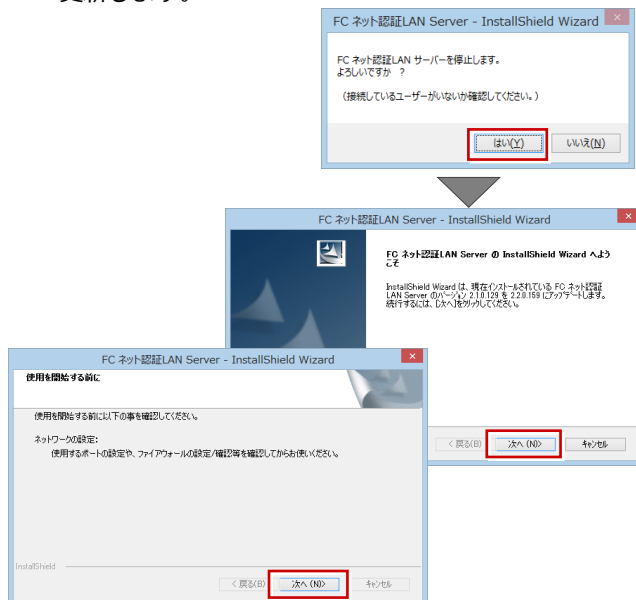 更新します。
FC ネット認証LAN Server - InstallShield Wizard
FC ネット認証LAN サーバーを停止します。
よろしいですか ？
（接続しているユーザーがいないか確認してください。）
はい(Y)
いいえ(N)
FC ネット認証LAN Server - InstallShield Wizard
FC ネット認証LAN Server の InstallShield Wizard へよう
こそ
InstallShield Wizard は、現在インストールされている FC ネット認証
LAN Server のバージョン 2.1.0.129 を 2.2.0.159 にアップデートします。
続行するには、[次へ]をクリックしてください。
< 戻る(B)
次へ (N)>
キャンセル
FC ネット認証LAN Server - InstallShield Wizard
使用を開始する前に
使用を開始する前に以下の事を確認してください。
ネットワークの設定：
使用するポートの設定や、ファイアウォールの設定/確認等を確認してからお使いください。
InstallShield
< 戻る(B)
次へ (N)>
キャンセル